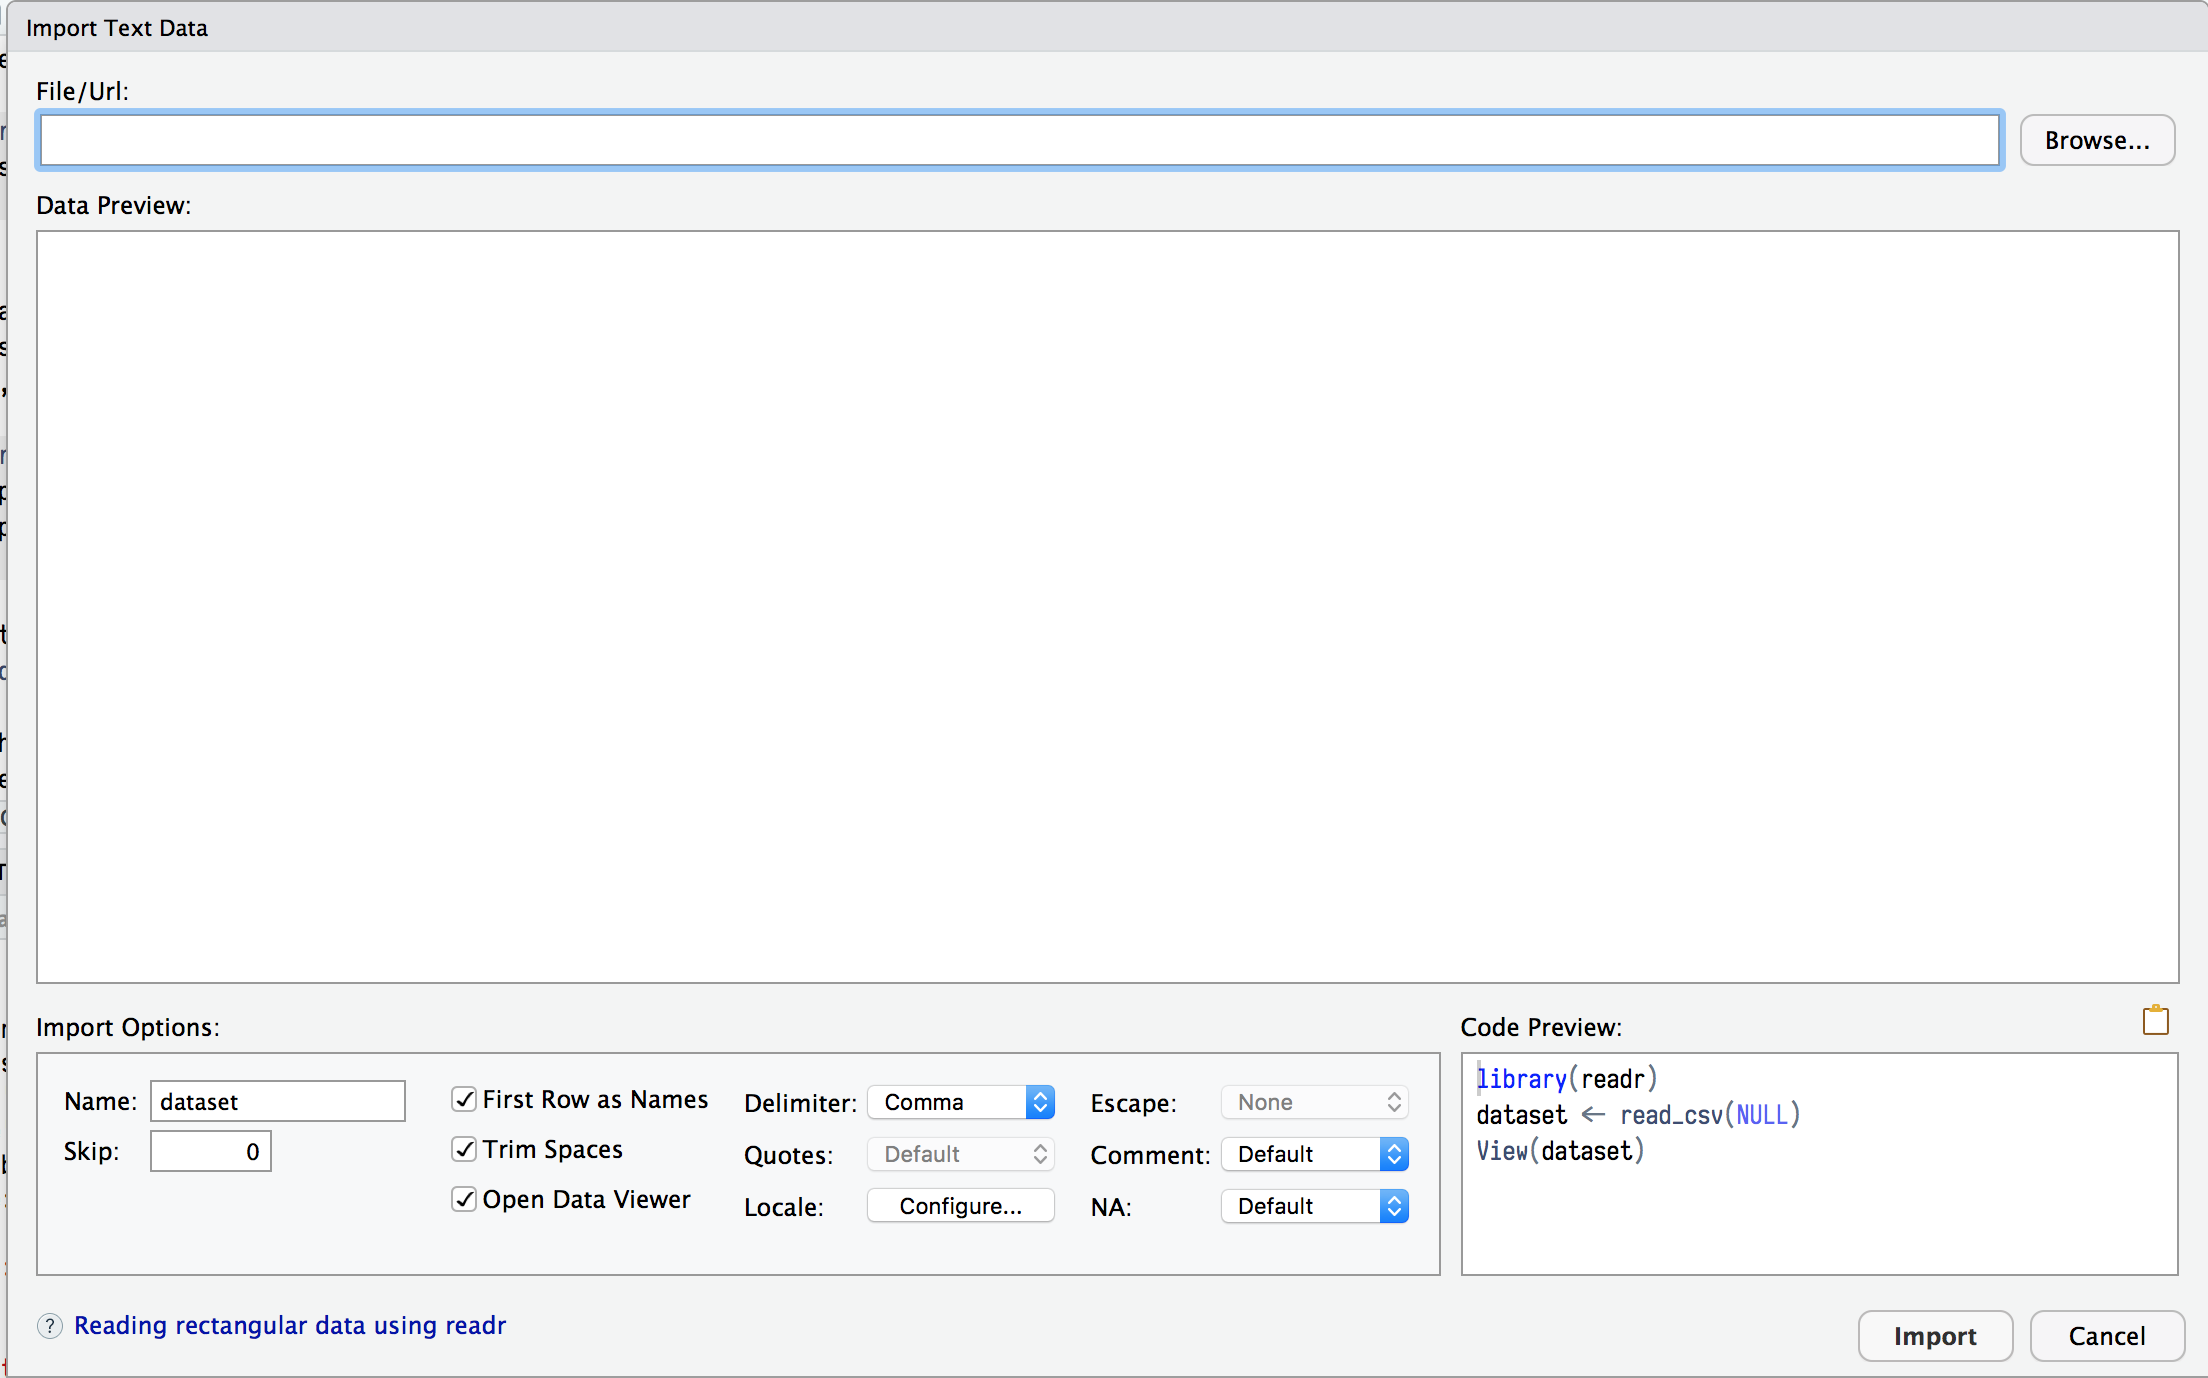 Import Text Data
File/Url:
Browse...
Data Preview:
Import Options:
Name: dataset
Skip: 0
First Row as Names
Trim Spaces
Open Data Viewer
Delimiter: Comma
Quotes: Default
Locale: Configure...
Escape: None
Comment: Default
NA: Default
Code Preview:
library(readr)
dataset <- read_csv(NULL)
View(dataset)
? Reading rectangular data using readr
Import
Cancel